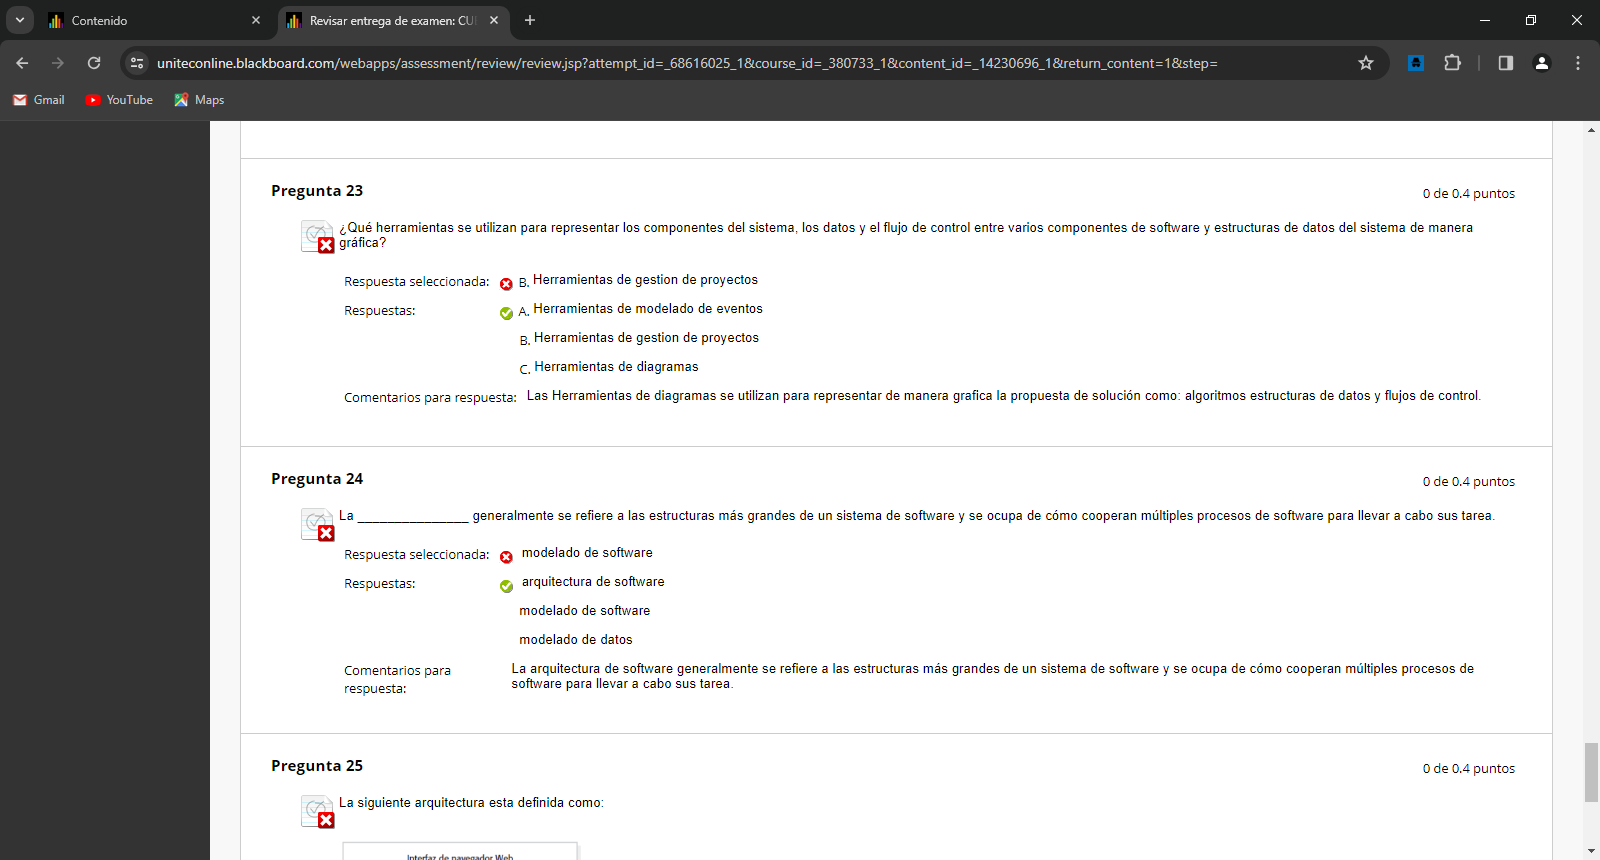 Contenido
Revisar entrega de examen: CU
uniteconline.blackboard.com/webapps/assessment/review/review.jsp?attempt_id=_68616025_1&course_id=_380733_1&content_id=_14230696_1&return_content=1&step=
Gmail YouTube Maps
Pregunta 23
0 de 0.4 puntos
¿Qué herramientas se utilizan para representar los componentes del sistema, los datos y el flujo de control entre varios componentes de software y estructuras de datos del sistema de manera
gráfica?
Respuesta seleccionada: B. Herramientas de gestion de proyectos
Respuestas: A. Herramientas de modelado de eventos
B. Herramientas de gestion de proyectos
C. Herramientas de diagramas
Comentarios para respuesta: Las Herramientas de diagramas se utilizan para representar de manera grafica la propuesta de solución como: algoritmos estructuras de datos y flujos de control.
Pregunta 24
0 de 0.4 puntos
La ________________ generalmente se refiere a las estructuras más grandes de un sistema de software y se ocupa de cómo cooperan múltiples procesos de software para llevar a cabo sus tarea.
Respuesta seleccionada: modelado de software
Respuestas: arquitectura de software
modelado de software
modelado de datos
Comentarios para
respuesta:
La arquitectura de software generalmente se refiere a las estructuras más grandes de un sistema de software y se ocupa de cómo cooperan múltiples procesos de
software para llevar a cabo sus tarea.
Pregunta 25
0 de 0.4 puntos
La siguiente arquitectura esta definida como:
Interfaz de navegador Web